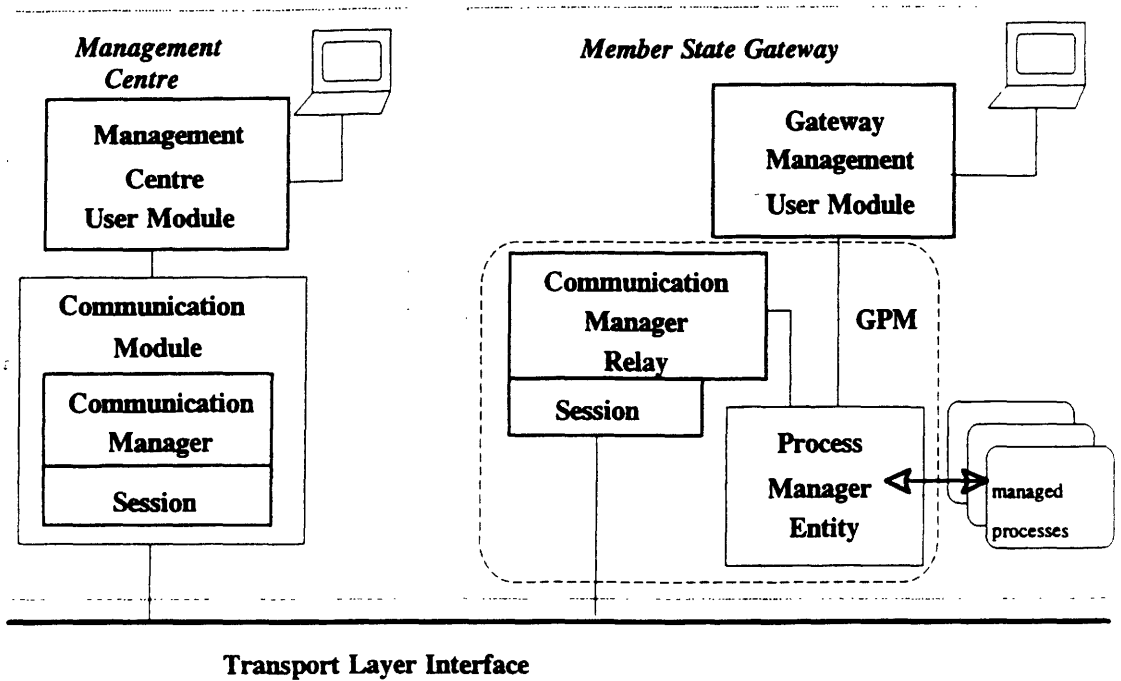 Management
Centre
Management
Centre
User Module
Communication
Module
Communication
Manager
Session
Member State Gateway
Gateway
Management
User Module
Communication
Manager
Relay
Session
GPM
Process
Manager
Entity
managed
processes
Transport Layer Interface